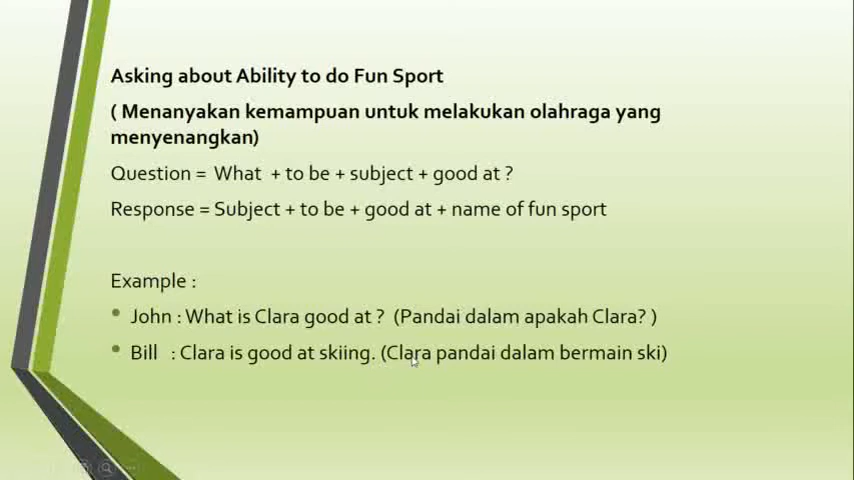 Asking about Ability to do Fun Sport
( Menanyakan kemampuan untuk melakukan olahraga yang
menyenangkan)
Question = What + to be + subject + good at ?
Response = Subject + to be + good at + name of fun sport
Example :
• John : What is Clara good at ? (Pandai dalam apakah Clara? )
• Bill : Clara is good at skiing. (Clara pandai dalam bermain ski)